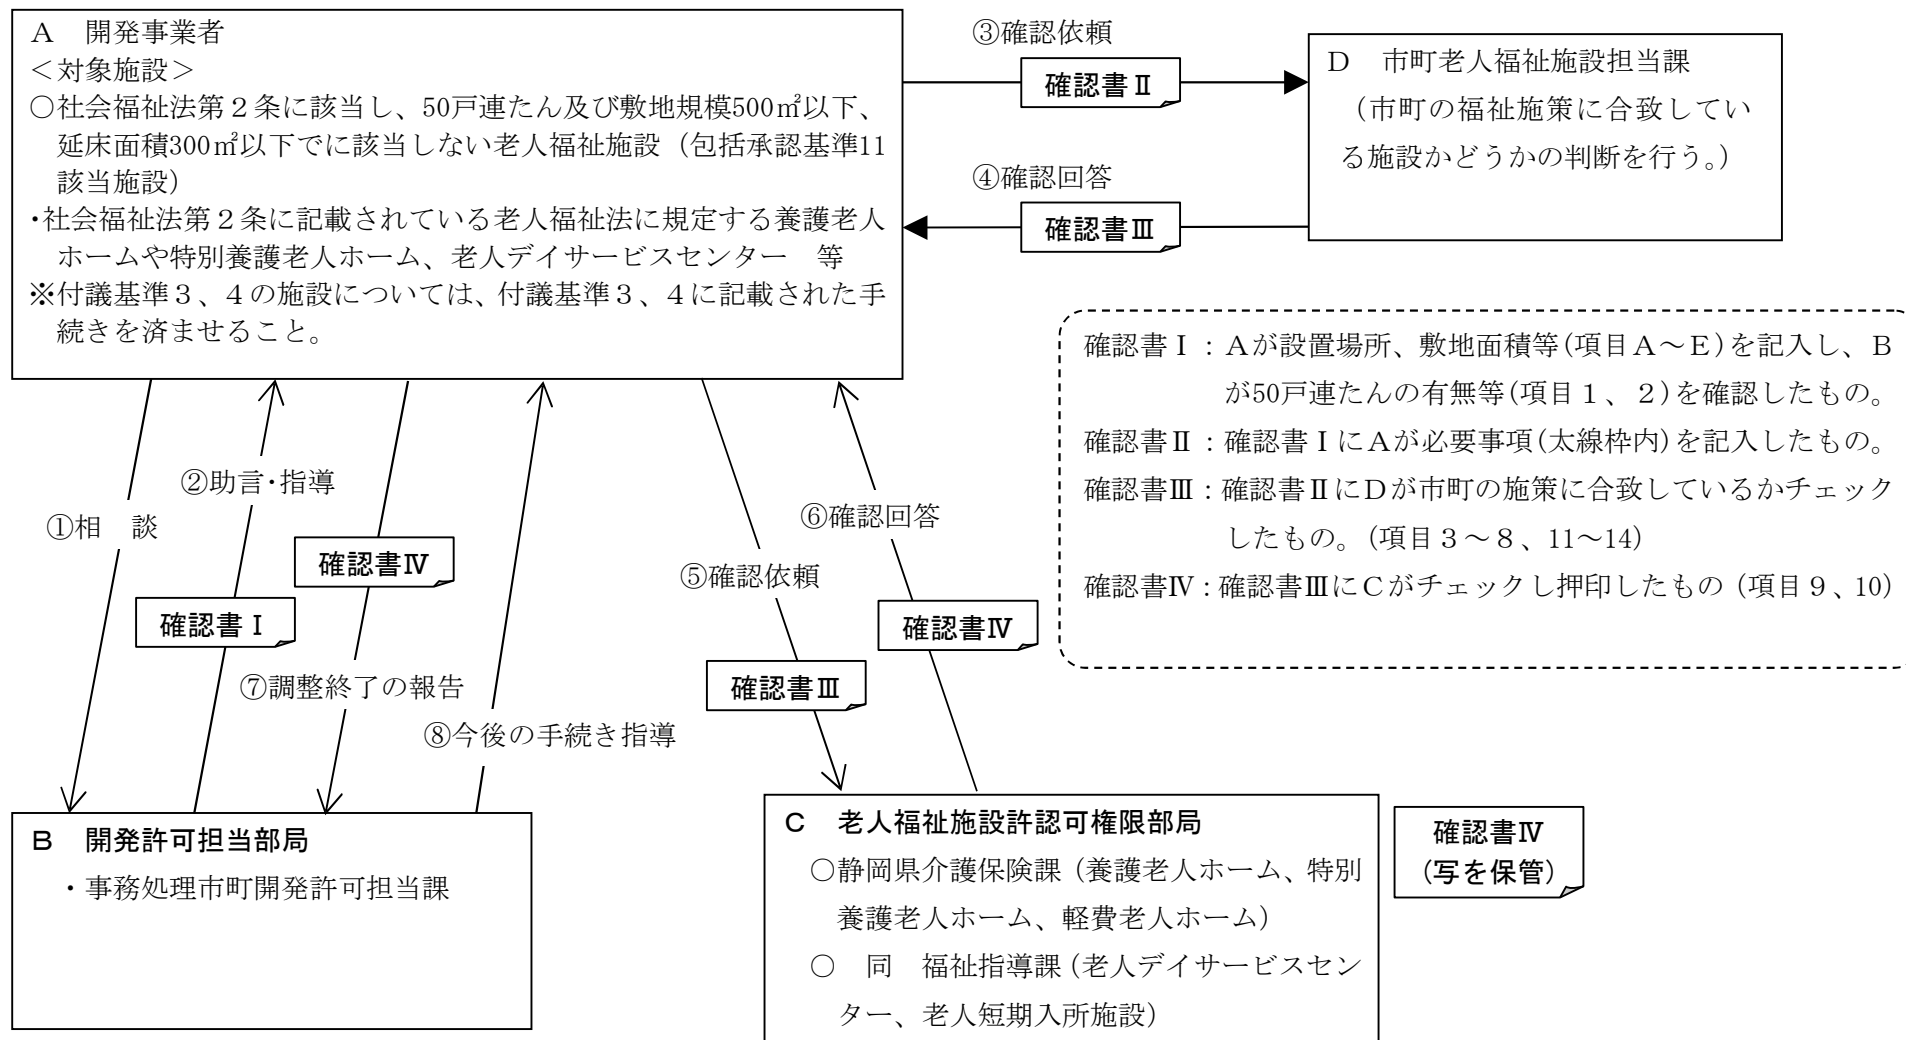 A 開発事業者
＜対象施設＞
○社会福祉法第２条に該当し、50戸連たん及び敷地規模500㎡以下、
延床面積300㎡以下でに該当しない老人福祉施設（包括承認基準11
該当施設）
・社会福祉法第２条に記載されている老人福祉法に規定する養護老人
ホームや特別養護老人ホーム、老人デイサービスセンター 等
※付議基準３、４の施設については、付議基準３、４に記載された手
続きを済ませること。
③確認依頼
確認書Ⅱ
④確認回答
確認書Ⅲ
D 市町老人福祉施設担当課
（市町の福祉施策に合致してい
る施設かどうかの判断を行う。）
確認書Ⅰ：Aが設置場所、敷地面積等(項目A～E)を記入し、B
が50戸連たんの有無等(項目１、２)を確認したもの。
確認書Ⅱ：確認書ⅠにAが必要事項(太線枠内)を記入したもの。
確認書Ⅲ：確認書ⅡにDが市町の施策に合致しているかチェック
したもの。(項目３～８、11～14)
確認書Ⅳ：確認書ⅢにCがチェックし押印したもの（項目９、10）
①相 談
②助言・指導
確認書Ⅰ
確認書Ⅳ
⑦調整終了の報告
⑧今後の手続き指導
⑤確認依頼
確認書Ⅲ
⑥確認回答
確認書Ⅳ
B 開発許可担当部局
・事務処理市町開発許可担当課
C 老人福祉施設許認可権限部局
○静岡県介護保険課（養護老人ホーム、特別
養護老人ホーム、軽費老人ホーム）
○ 同 福祉指導課（老人デイサービスセン
ター、老人短期入所施設）
確認書Ⅳ
（写を保管）